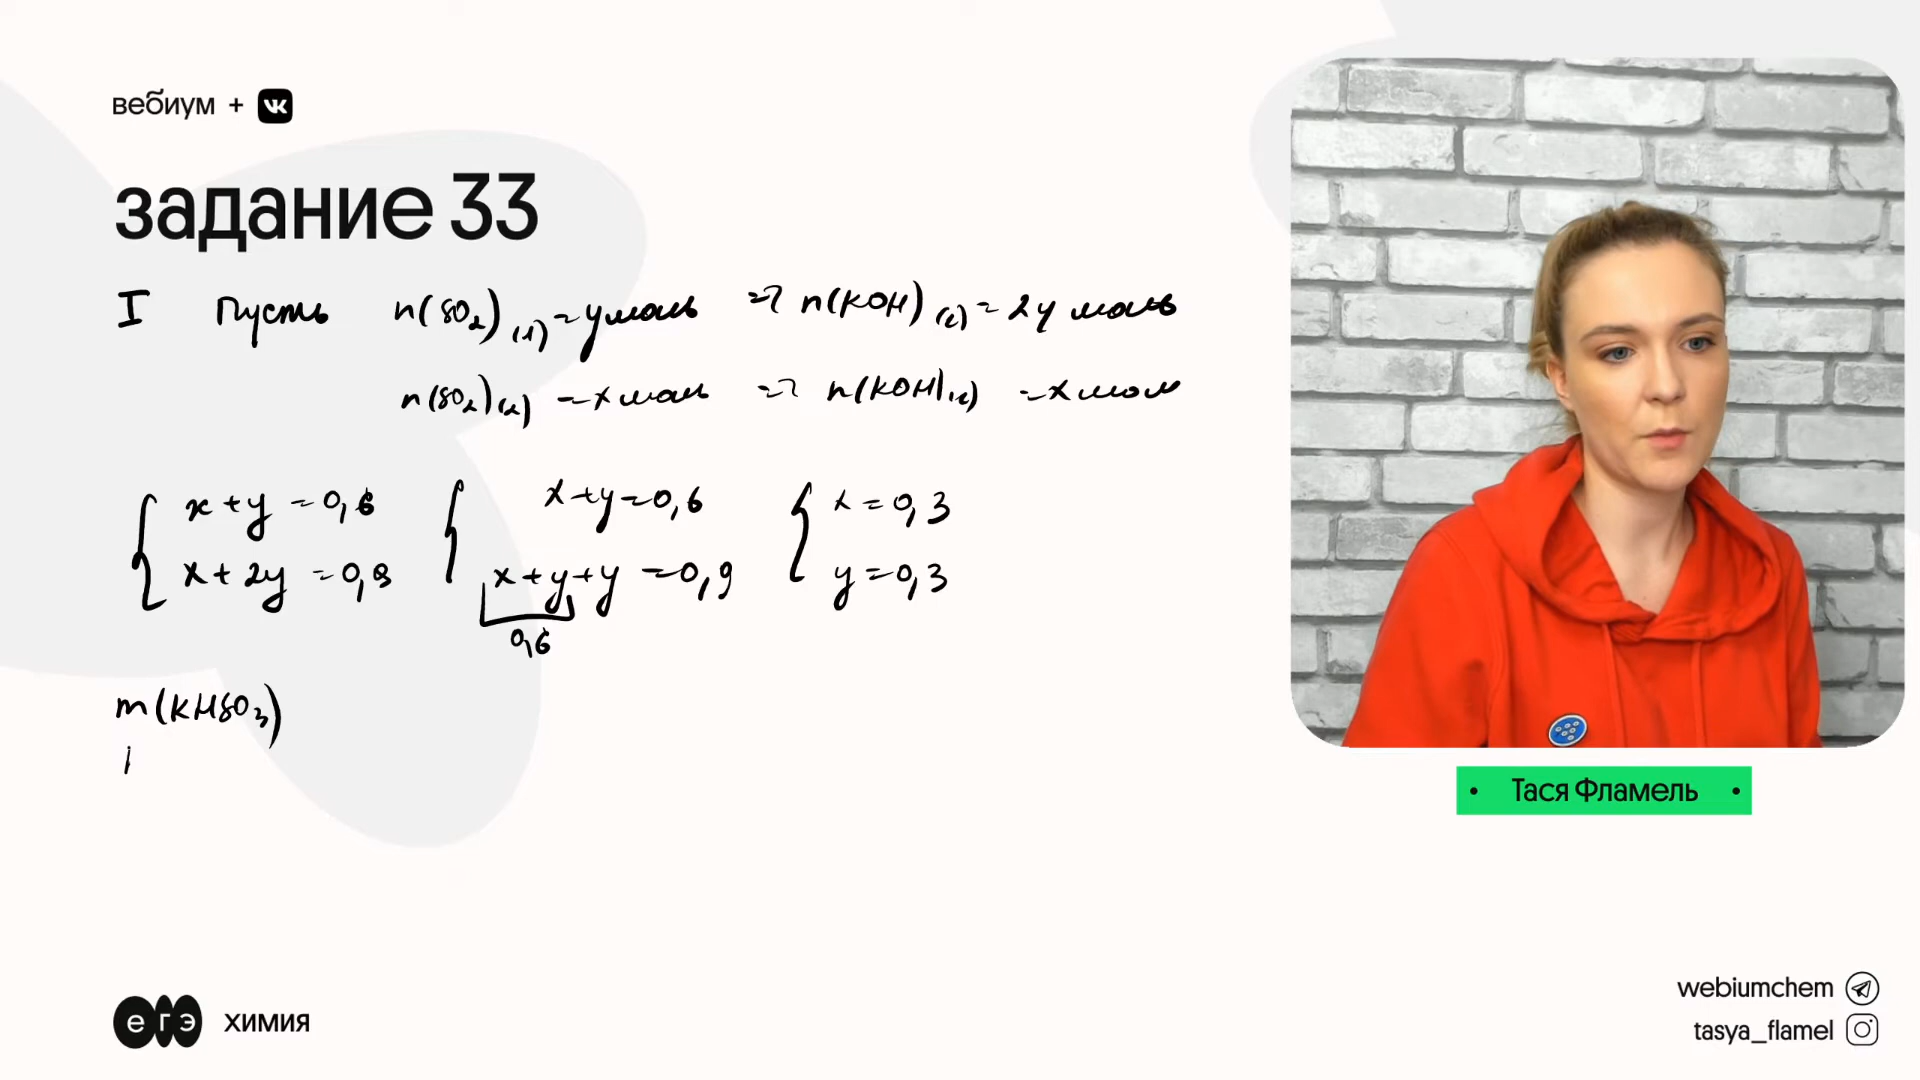 вебиум +
задание 33
I Пусть n(SO₂)₍₁₎ = y моль => n(KOH)₍₁₎ = 2y моль
n(SO₂)₍₂₎ = x моль => n(KOH)₍₂₎ = x моль
{ x + y = 0,6 { x + y = 0,6 { x = 0,3
x + 2y = 0,9 x + y + y = 0,9 y = 0,3
0,6
m(KHSO₃)
Тася Фламель
webiumchem
егэ химия
tasya_flamel